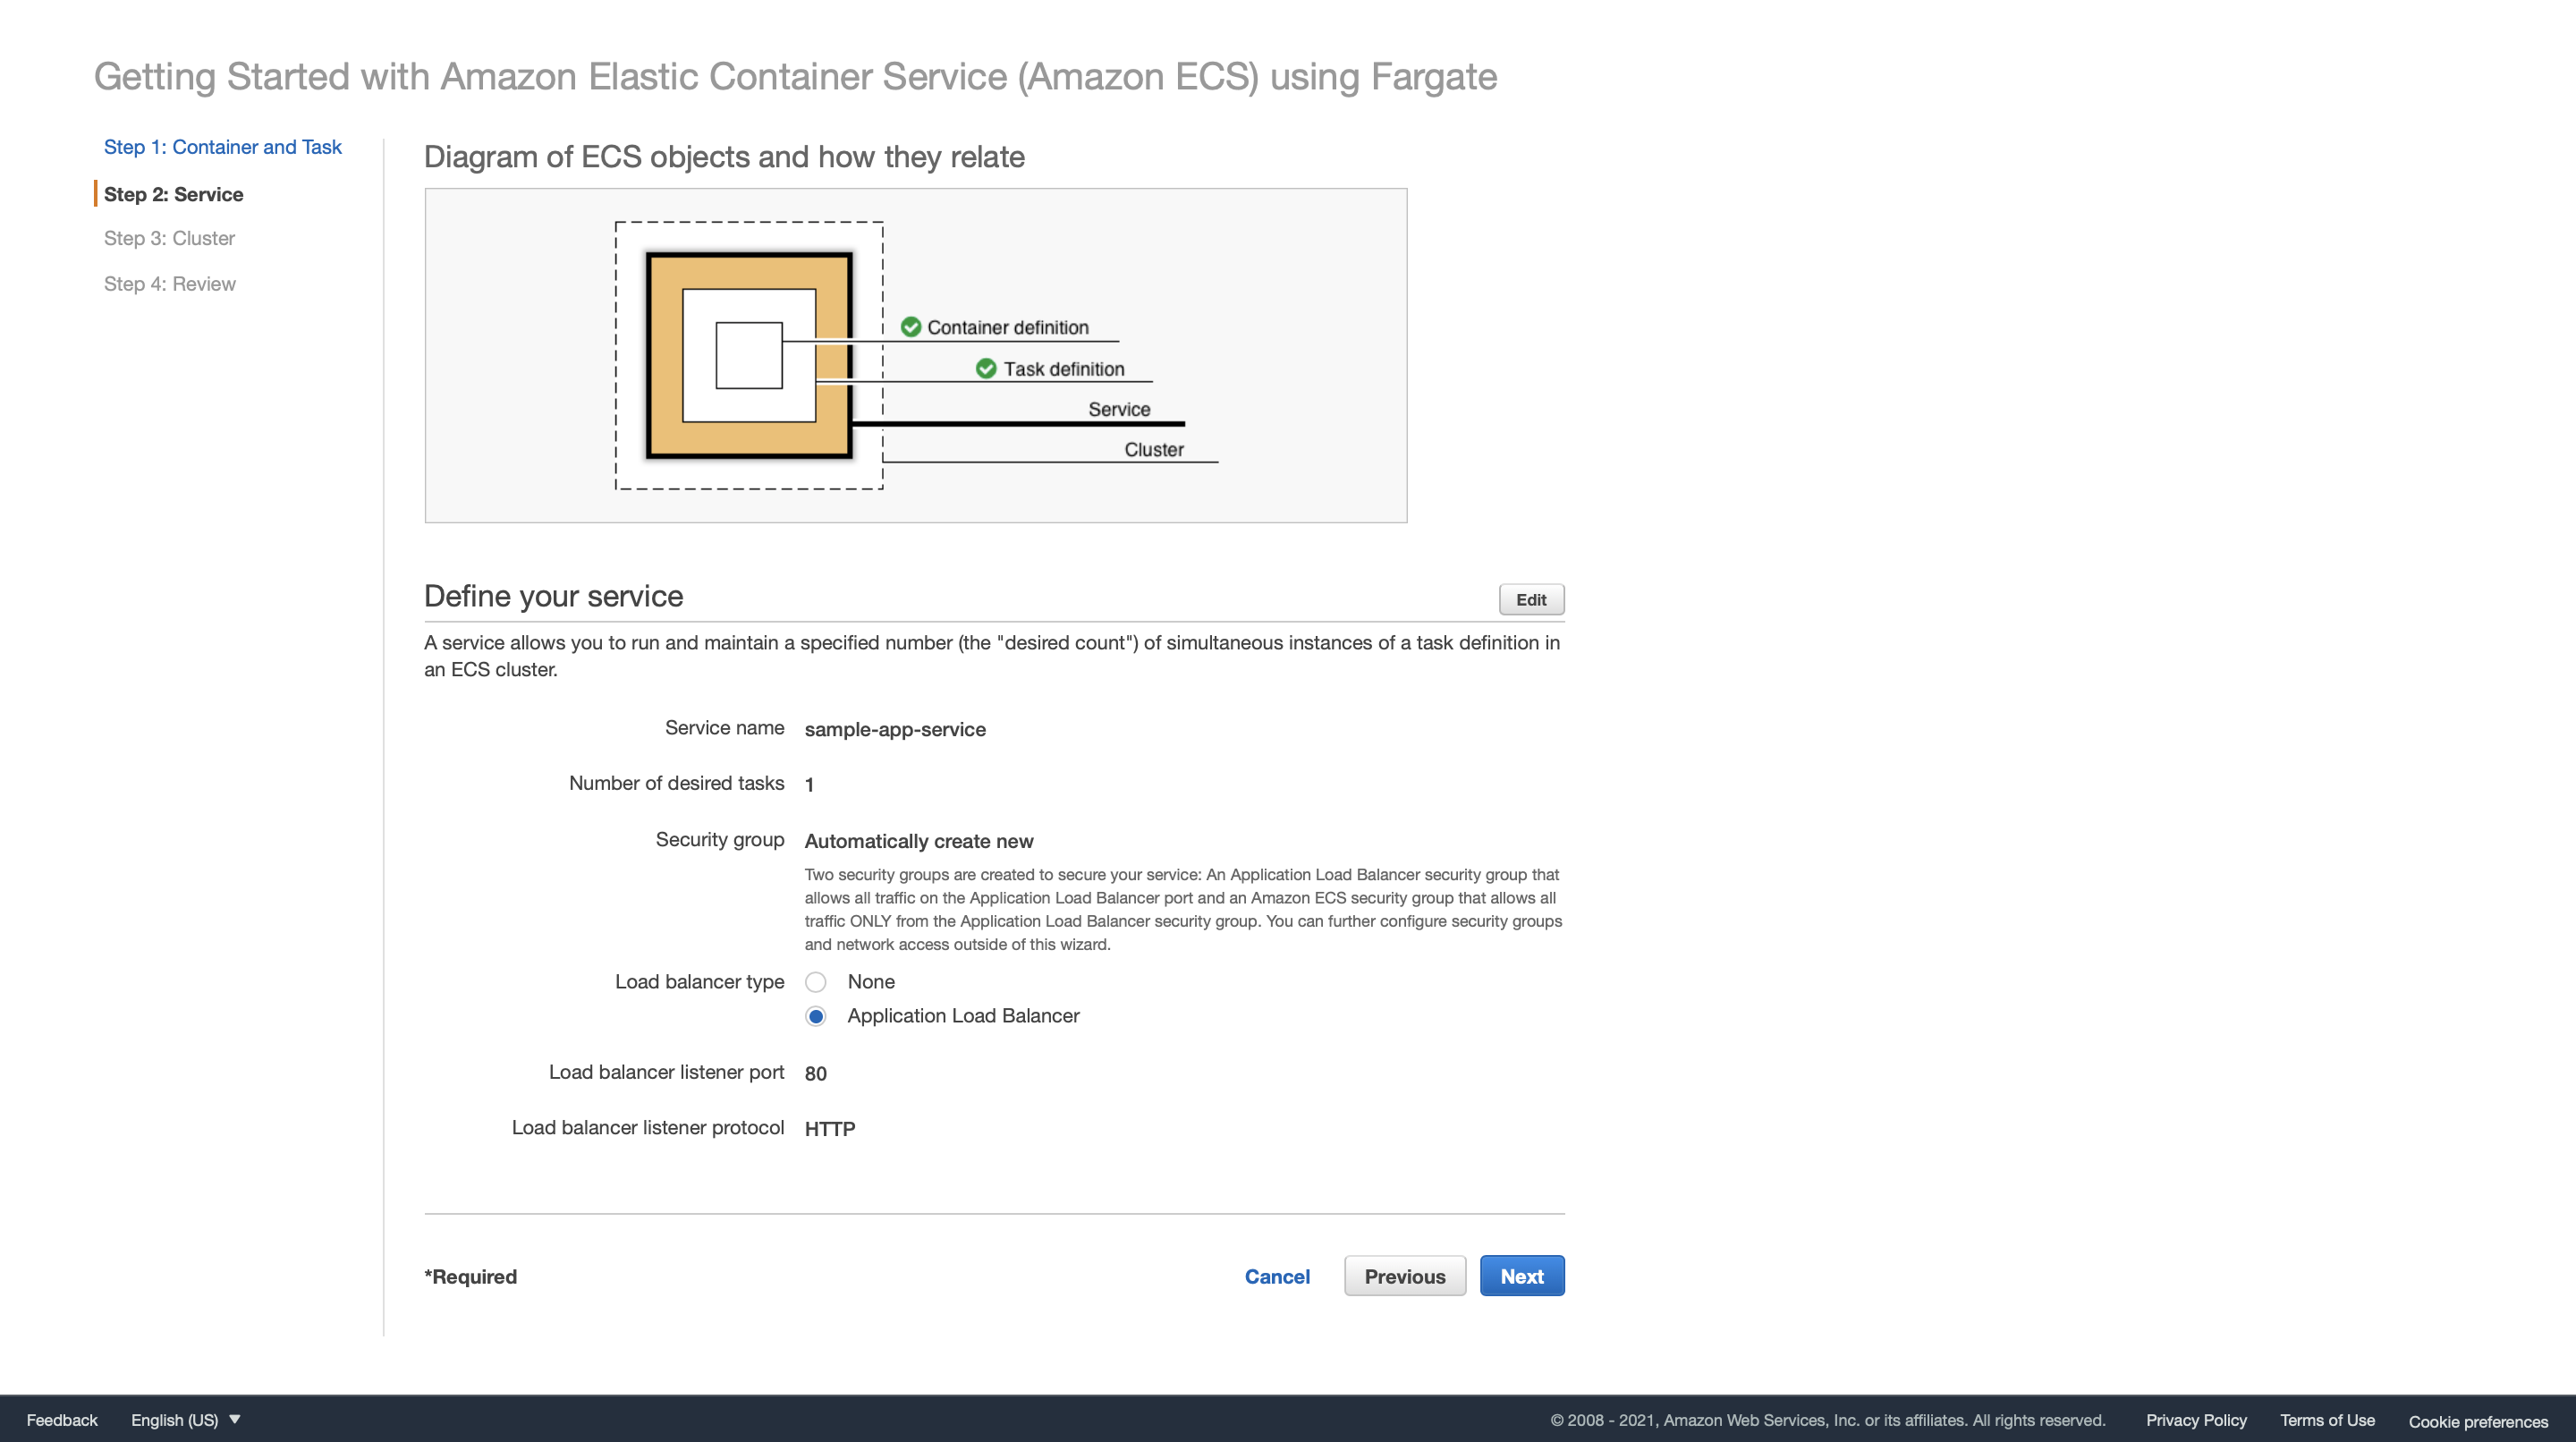 Getting Started with Amazon Elastic Container Service (Amazon ECS) using Fargate
Step 1: Container and Task
Step 2: Service
Step 3: Cluster
Step 4: Review
Diagram of ECS objects and how they relate
Container definition
Task definition
Service
Cluster
Define your service
Edit
A service allows you to run and maintain a specified number (the "desired count") of simultaneous instances of a task definition in
an ECS cluster.
Service name sample-app-service
Number of desired tasks 1
Security group Automatically create new
Two security groups are created to secure your service: An Application Load Balancer security group that
allows all traffic on the Application Load Balancer port and an Amazon ECS security group that allows all
traffic ONLY from the Application Load Balancer security group. You can further configure security groups
and network access outside of this wizard.
Load balancer type None
Application Load Balancer
Load balancer listener port 80
Load balancer listener protocol HTTP
*Required Cancel Previous Next
Feedback English (US) © 2008 - 2021, Amazon Web Services, Inc. or its affiliates. All rights reserved. Privacy Policy Terms of Use Cookie preferences